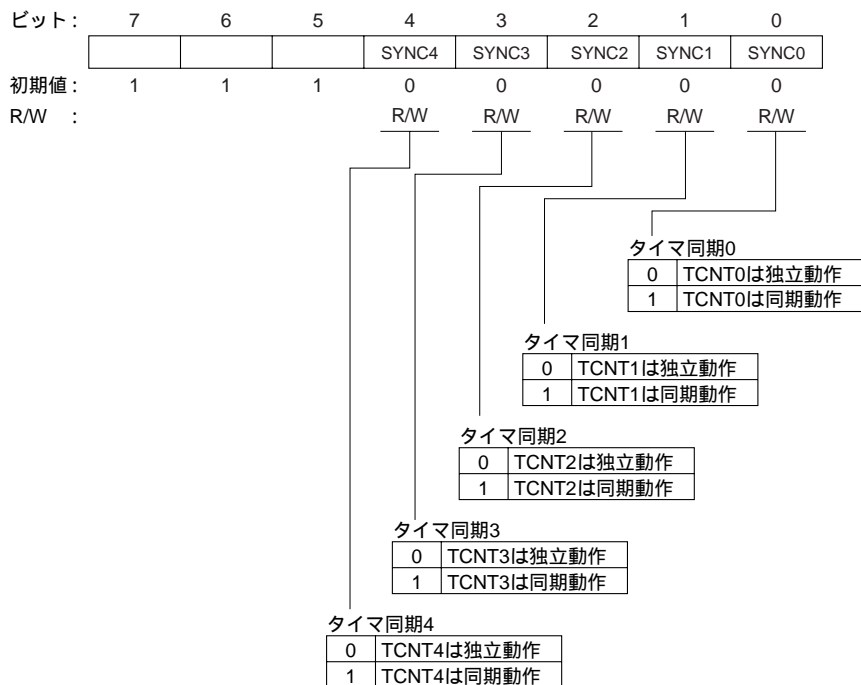 ビット : 7 6 5 4 3 2 1 0
SYNC4 SYNC3 SYNC2 SYNC1 SYNC0
初期値 : 1 1 1 0 0 0 0 0
R/W : R/W R/W R/W R/W R/W
タイマ同期0
0 TCNT0は独立動作
1 TCNT0は同期動作
タイマ同期1
0 TCNT1は独立動作
1 TCNT1は同期動作
タイマ同期2
0 TCNT2は独立動作
1 TCNT2は同期動作
タイマ同期3
0 TCNT3は独立動作
1 TCNT3は同期動作
タイマ同期4
0 TCNT4は独立動作
1 TCNT4は同期動作